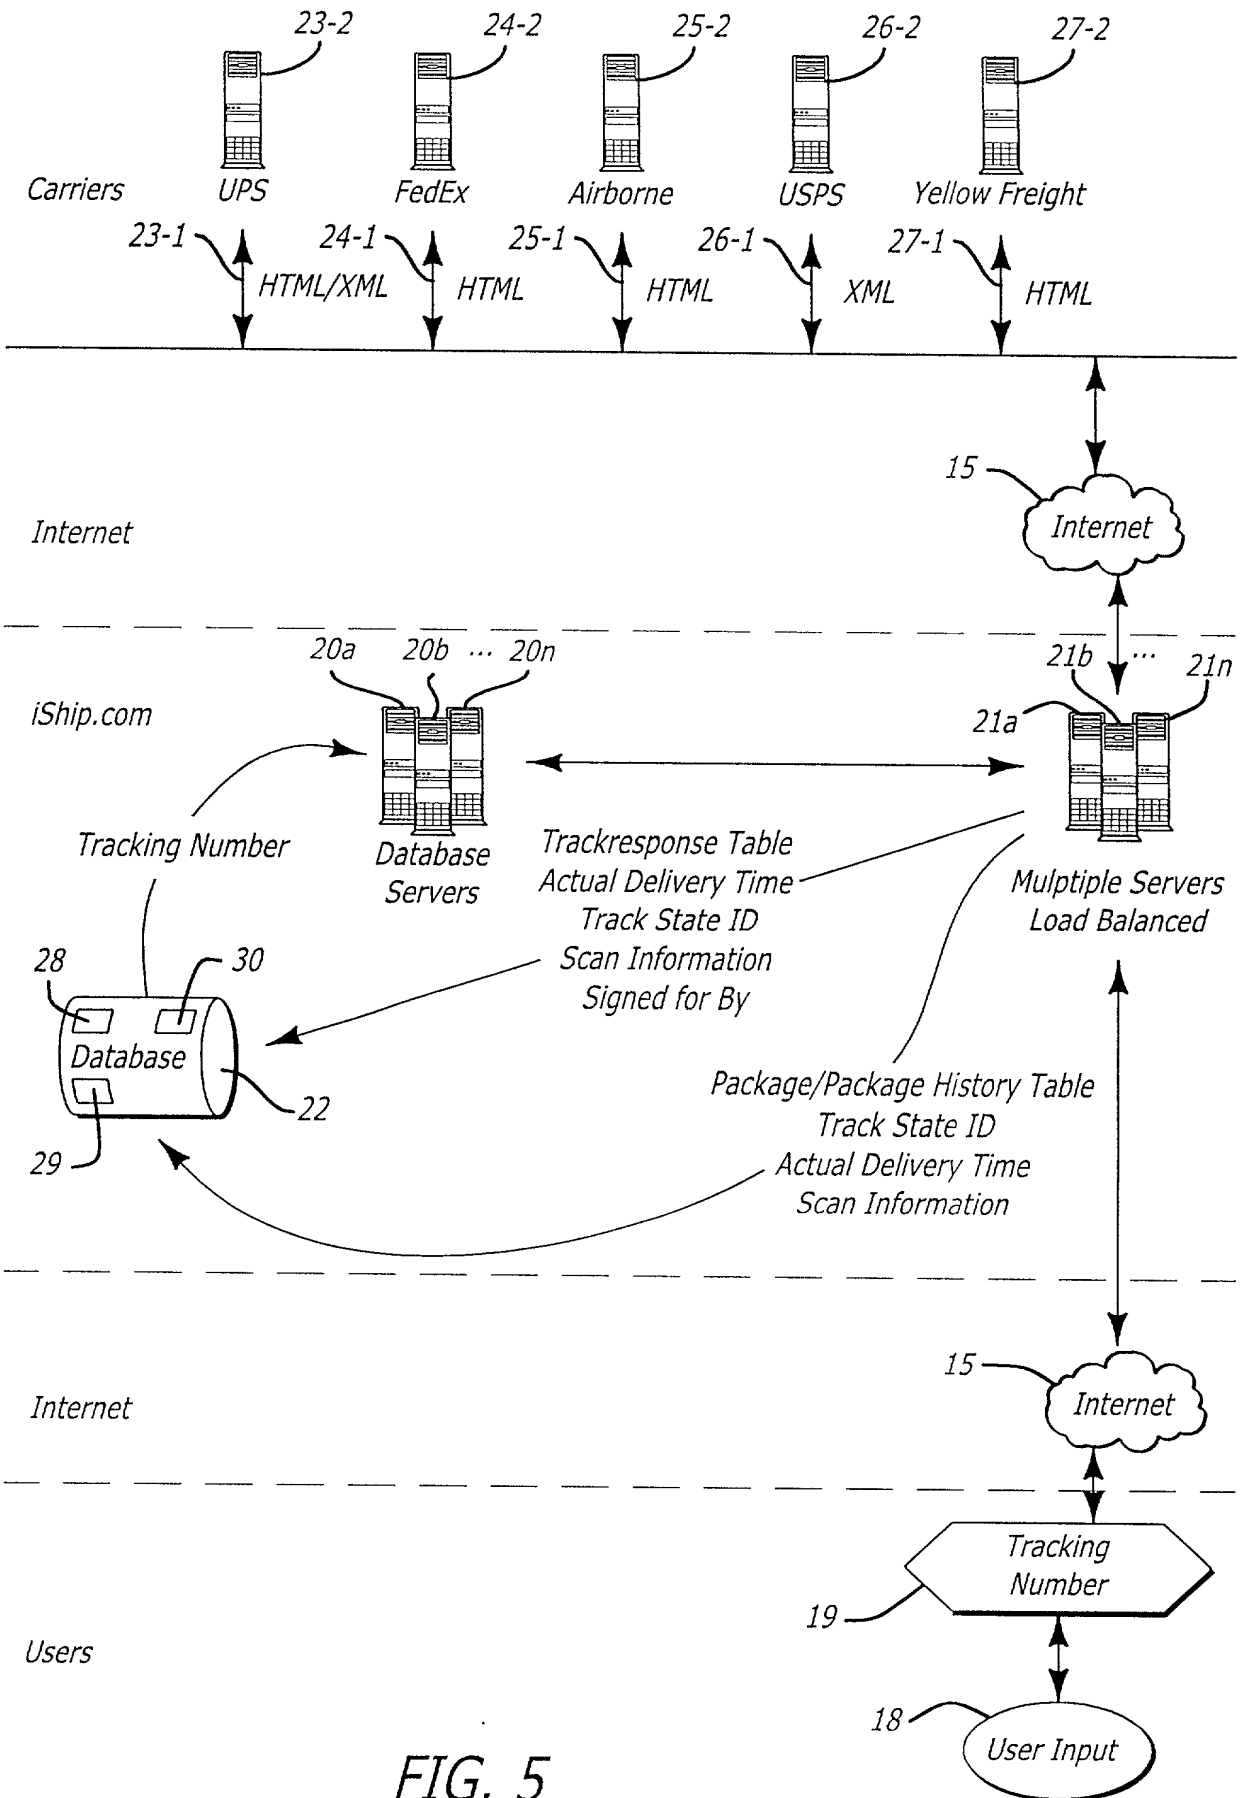 23-2
24-2
25-2
26-2
27-2
Carriers
UPS
FedEx
Airborne
USPS
Yellow Freight
23-1
24-1
25-1
26-1
27-1
HTML/XML
HTML
HTML
XML
HTML
15
Internet
Internet
20a
20b
...
20n
21b
...
21n
iShip.com
21a
Tracking Number
Database
Servers
Trackresponse Table
Actual Delivery Time
Track State ID
Scan Information
Signed for By
Mulptiple Servers
Load Balanced
28
30
Database
22
29
Package/Package History Table
Track State ID
Actual Delivery Time
Scan Information
15
Internet
Internet
Tracking
Number
19
Users
18
User Input
FIG. 5